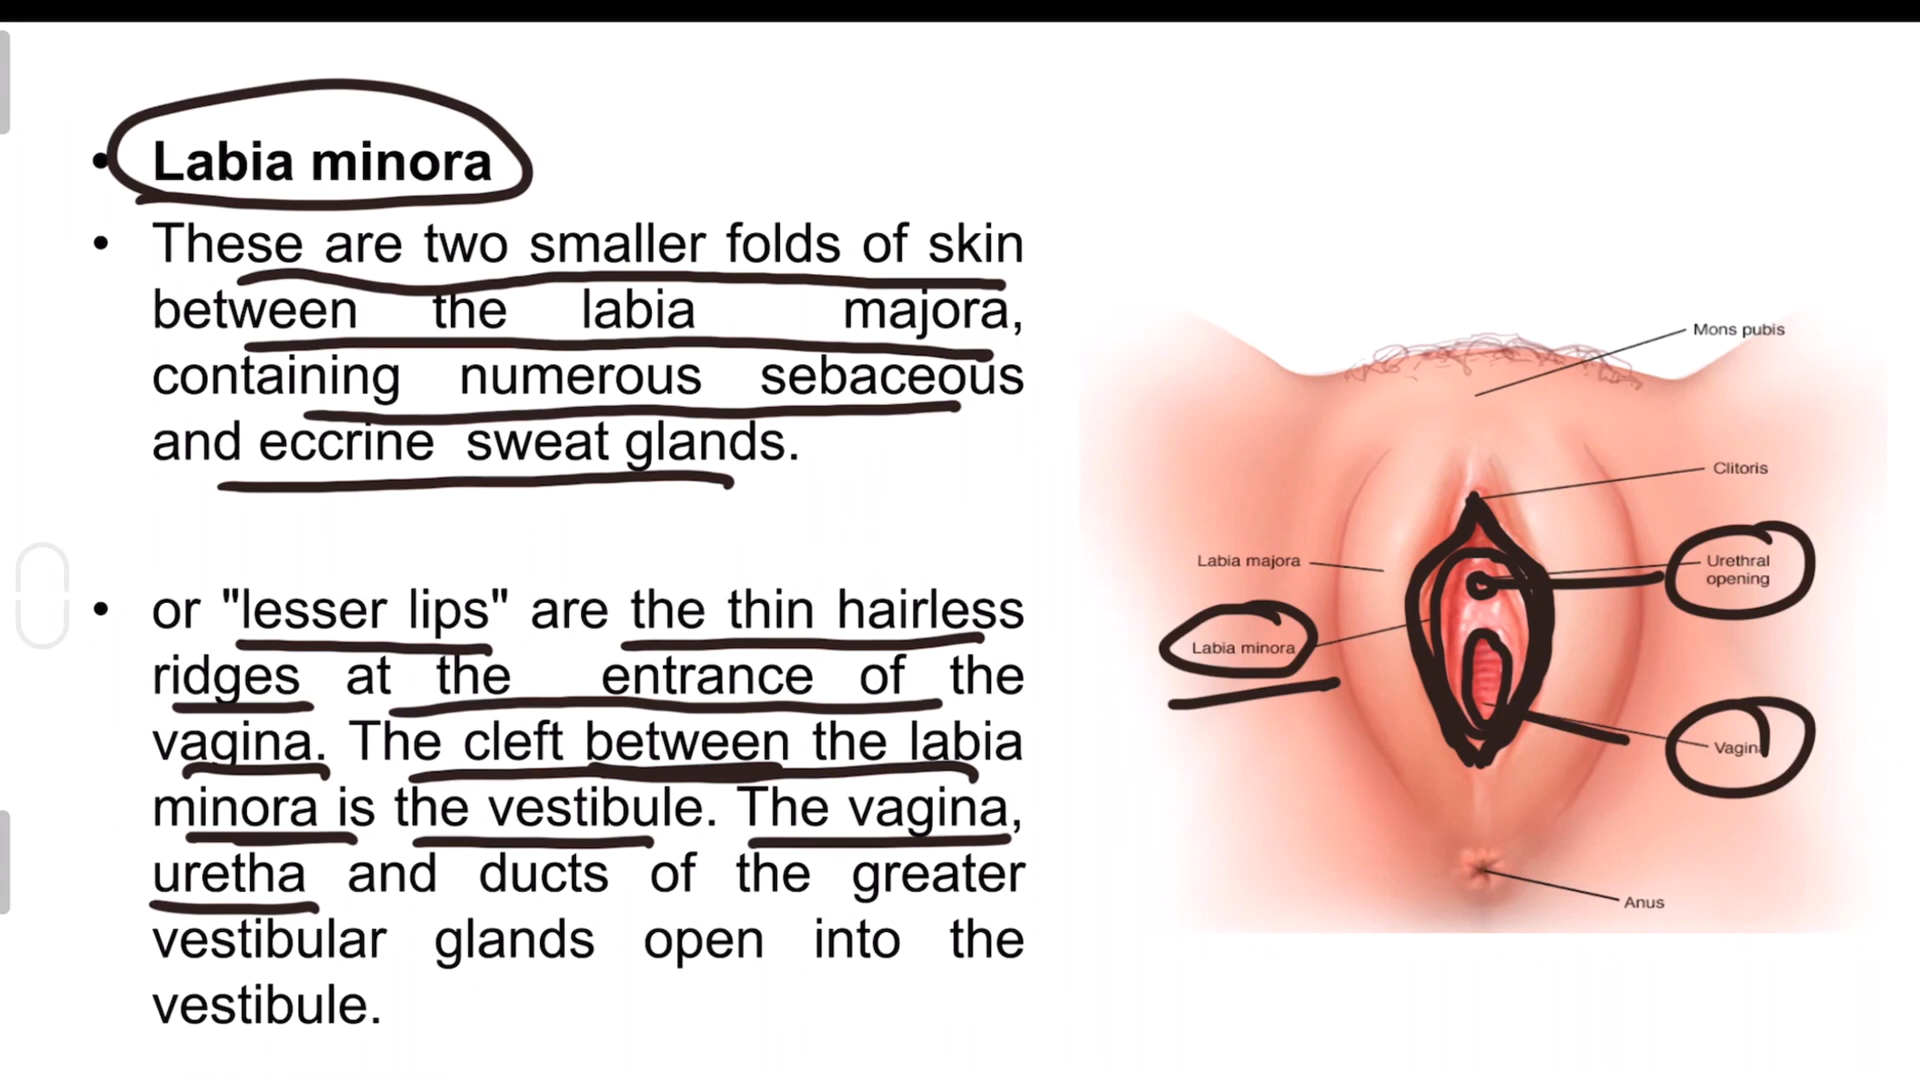 • Labia minora
• These are two smaller folds of skin
between the labia majora,
containing numerous sebaceous
and eccrine sweat glands.
• or "lesser lips" are the thin hairless
ridges at the entrance of the
vagina. The cleft between the labia
minora is the vestibule. The vagina,
uretha and ducts of the greater
vestibular glands open into the
vestibule.
Mons pubis
Clitoris
Labia majora
Urethral
opening
Labia minora
Vagina
Anus